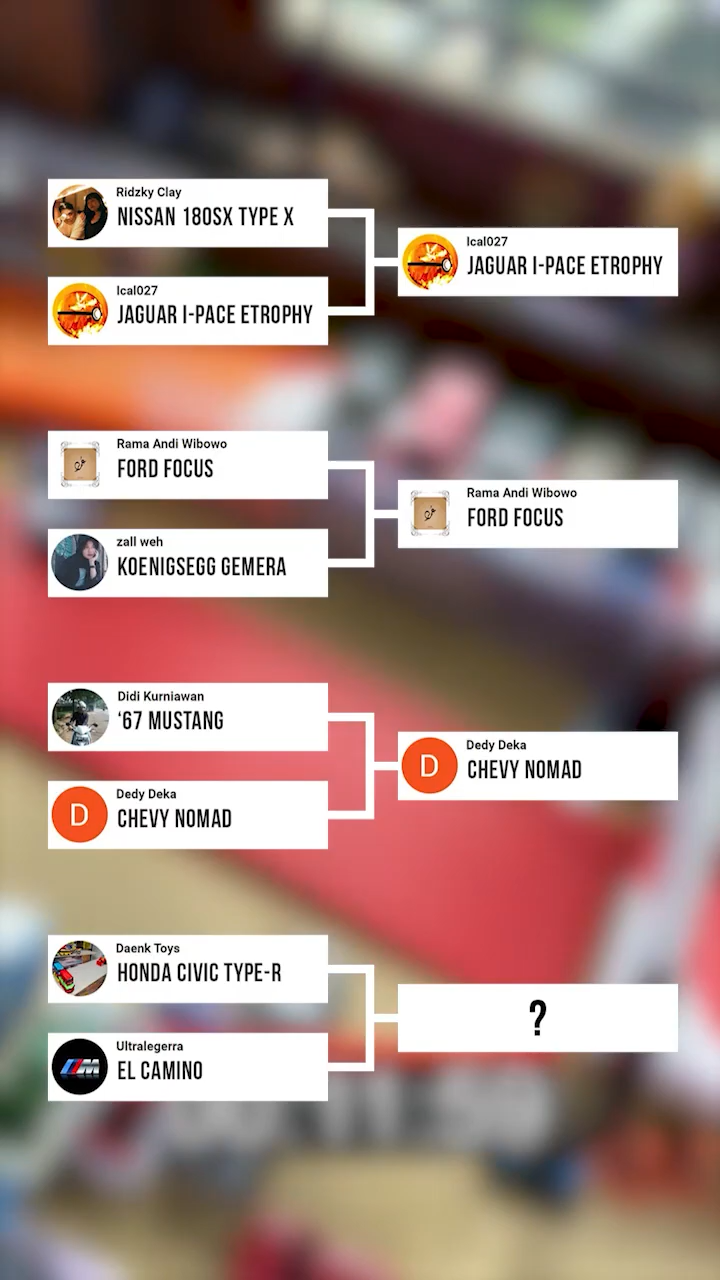 Ridzky Clay
NISSAN 180SX TYPE X
Ical027
JAGUAR I-PACE ETROPHY
Ical027
JAGUAR I-PACE ETROPHY
Rama Andi Wibowo
FORD FOCUS
zall weh
KOENIGSEGG GEMERA
Rama Andi Wibowo
FORD FOCUS
Didi Kurniawan
‘67 MUSTANG
Dedy Deka
CHEVY NOMAD
D
Dedy Deka
CHEVY NOMAD
D
Daenk Toys
HONDA CIVIC TYPE-R
Ultralegerra
EL CAMINO
M
?